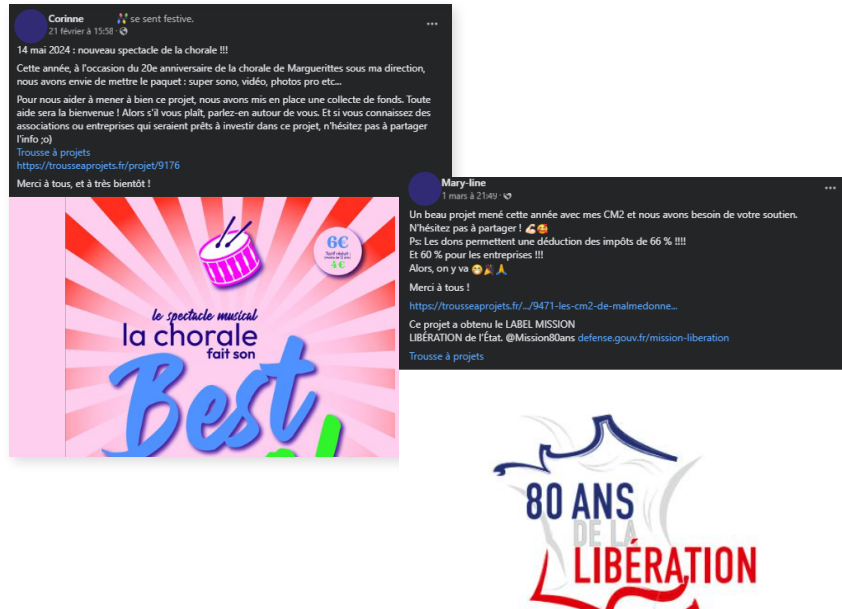 Corinne se sent festive.
21 février à 15:58 ·
14 mai 2024 : nouveau spectacle de la chorale !!!
Cette année, à l'occasion du 20e anniversaire de la chorale de Marguerittes sous ma direction,
nous avons envie de mettre le paquet : super sono, vidéo, photos pro etc...
Pour nous aider à mener à bien ce projet, nous avons mis en place une collecte de fonds. Toute
aide sera la bienvenue ! Alors s'il vous plaît, parlez-en autour de vous. Et si vous connaissez des
associations ou entreprises qui seraient prêts à investir dans ce projet, n'hésitez pas à partager
l'info ;o)
Trousse à projets
https://trousseaprojets.fr/projet/9176
Merci à tous, et à très bientôt !
6€
Tarif réduit
4€
le spectacle musical
la chorale
fait son
Best
Mary-line
1 mars à 21:49 ·
Un beau projet mené cette année avec mes CM2 et nous avons besoin de votre soutien.
N'hésitez pas à partager ! 💪🏻🥰
Ps: Les dons permettent une déduction des impôts de 66 % !!!!
Et 60 % pour les entreprises !!!
Alors, on y va 😁🎉🙏
Merci à tous !
https://trousseaprojets.fr/.../9471-les-cm2-de-malmedonne...
Ce projet a obtenu le LABEL MISSION
LIBÉRATION de l'État. @Mission80ans defense.gouv.fr/mission-liberation
Trousse à projets
80 ANS
DE LA
LIBÉRATION